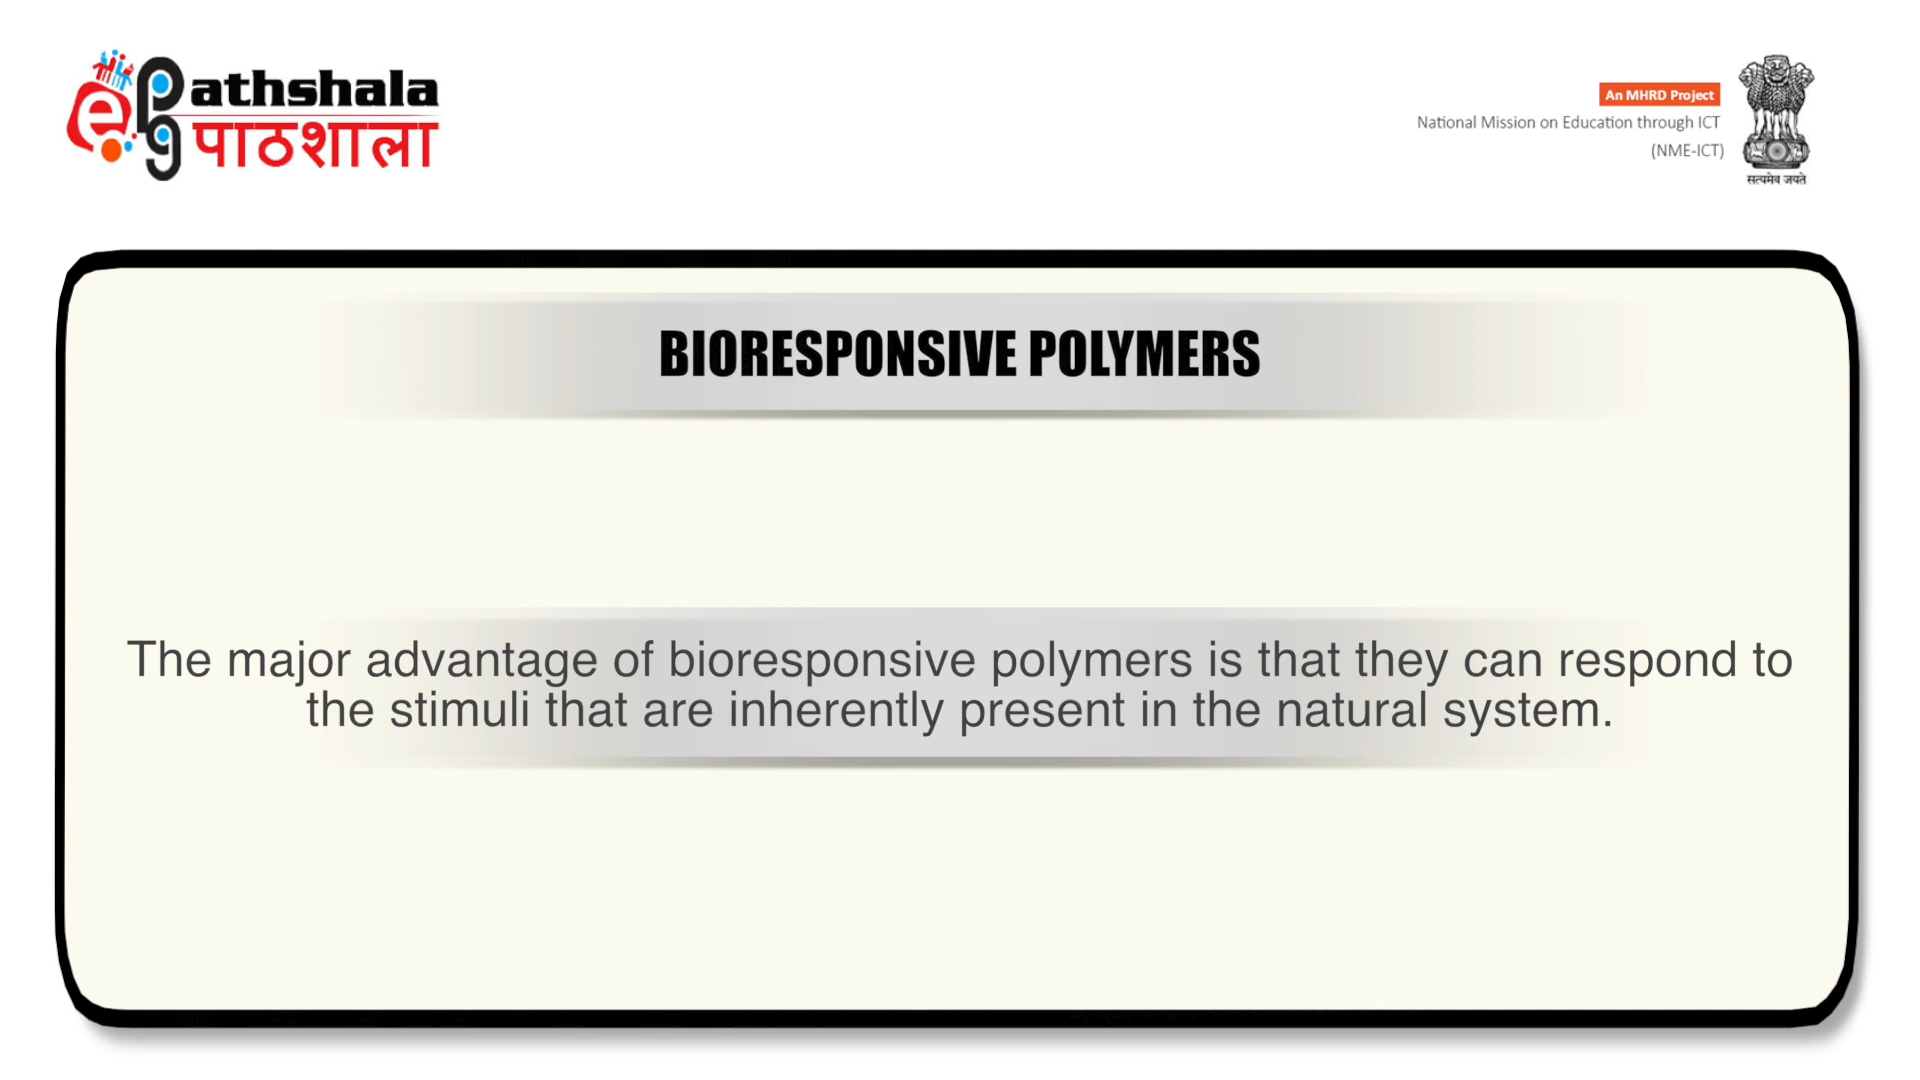 e pg Pathshala
पाठशाला
An MHRD Project
National Mission on Education through ICT
(NME-ICT)
सत्यमेव जयते
BIORESPONSIVE POLYMERS
The major advantage of bioresponsive polymers is that they can respond to
the stimuli that are inherently present in the natural system.